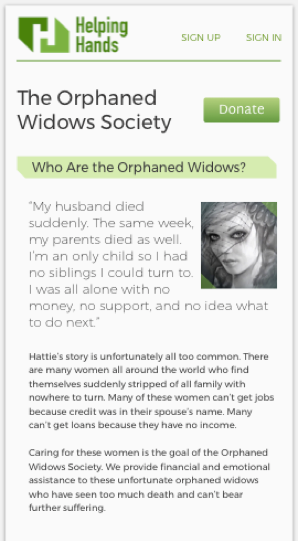 Helping
Hands
SIGN UP
SIGN IN
The Orphaned
Widows Society
Donate
Who Are the Orphaned Widows?
"My husband died
suddenly. The same week,
my parents died as well.
I'm an only child so I had
no siblings I could turn to.
I was all alone with no
money, no support, and no idea what
to do next."
Hattie's story is unfortunately all too common. There
are many women all around the world who find
themselves suddenly stripped of all family with
nowhere to turn. Many of these women can't get jobs
because credit was in their spouse's name. Many
can't get loans because they have no income.
Caring for these women is the goal of the Orphaned
Widows Society. We provide financial and emotional
assistance to these unfortunate orphaned widows
who have seen too much death and can't bear
further suffering.